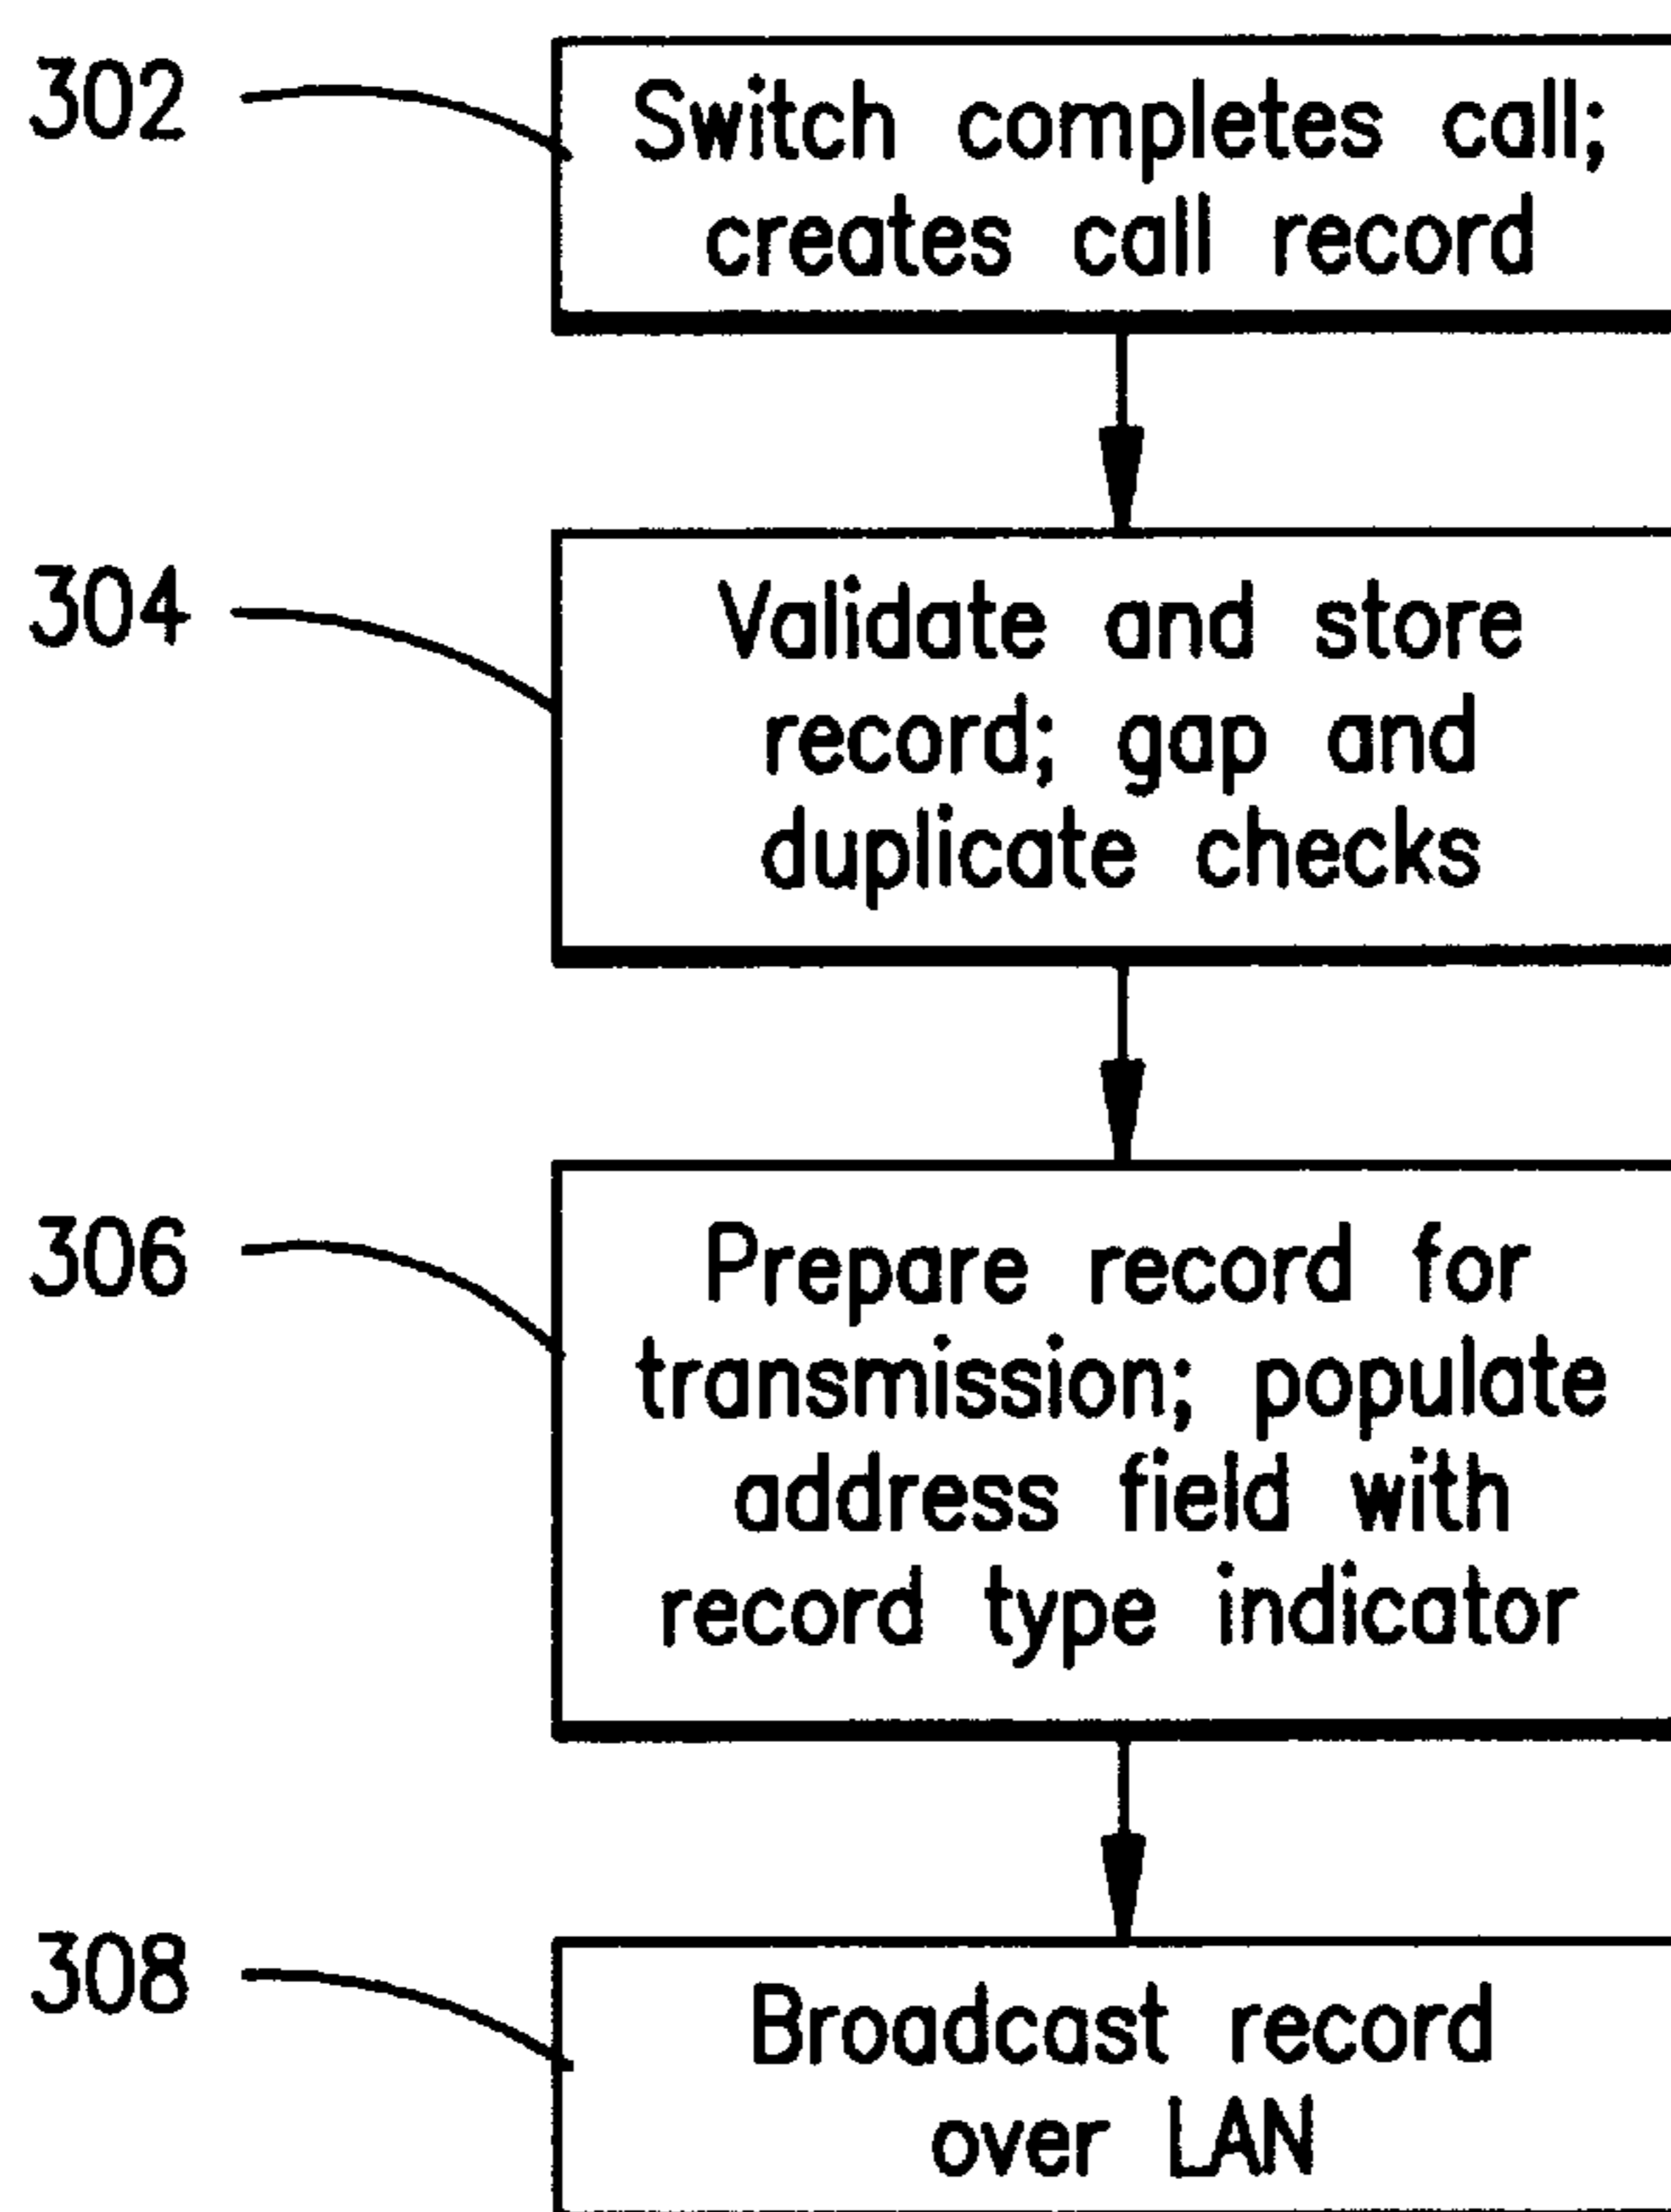 302
Switch completes call;
creates call record
304
Validate and store
record; gap and
duplicate checks
306
Prepare record for
transmission; populate
address field with
record type indicator
308
Broadcast record
over LAN